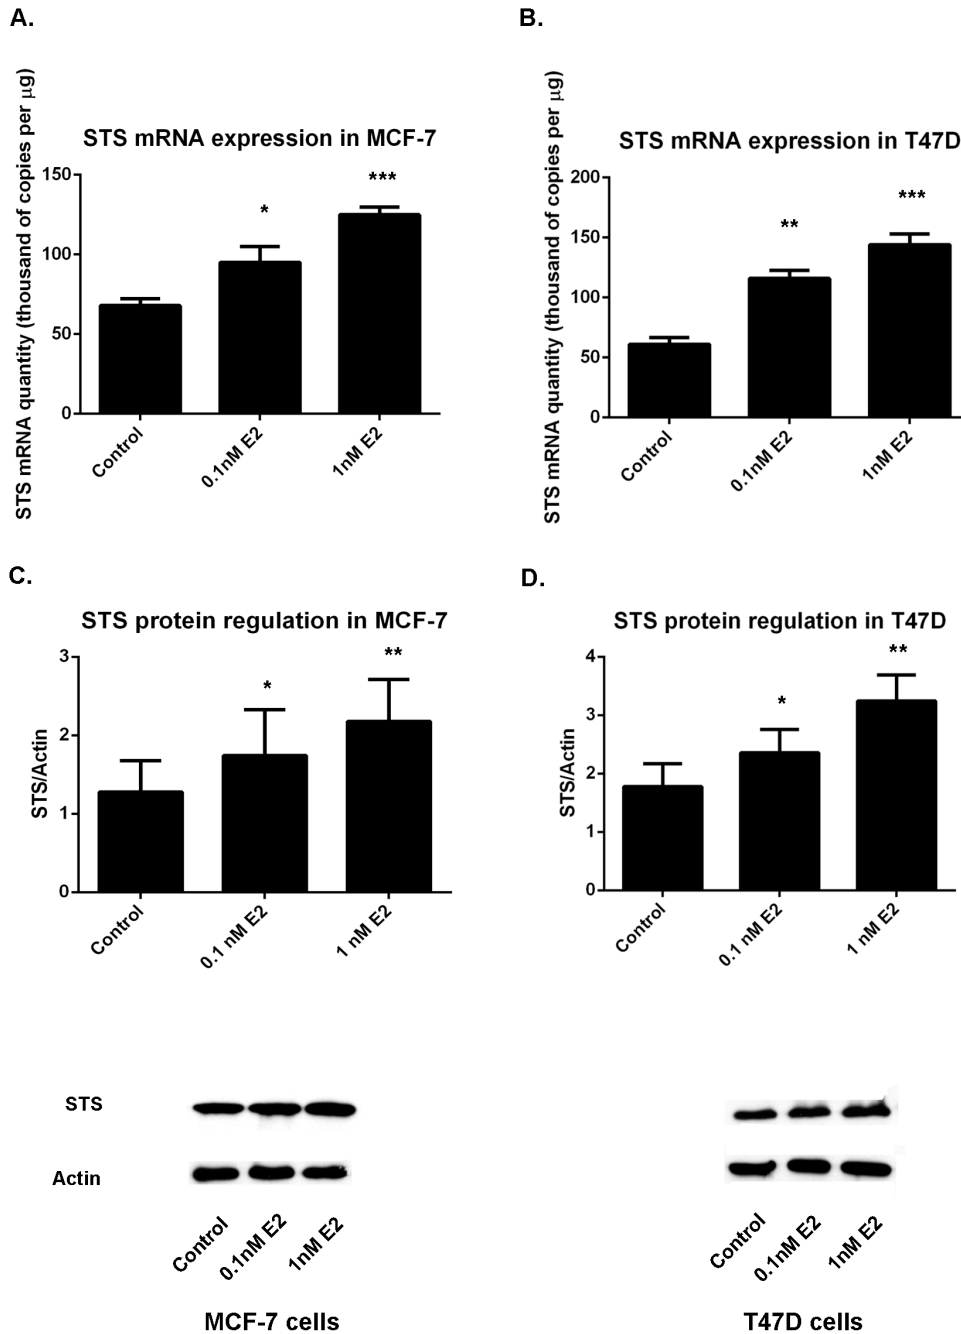 A.
B.
STS mRNA expression in MCF-7
STS mRNA quantity (thousand of copies per µg)
150
100
50
0
*
***
Control
0.1nM E2
1nM E2
STS mRNA expression in T47D
STS mRNA quantity (thousand of copies per µg)
200
150
100
50
0
**
***
Control
0.1nM E2
1nM E2
C.
D.
STS protein regulation in MCF-7
STS/Actin
3
2
1
0
*
**
Control
0.1 nM E2
1 nM E2
STS protein regulation in T47D
STS/Actin
4
3
2
1
0
*
**
Control
0.1 nM E2
1 nM E2
STS
Actin
Control
0.1nM E2
1nM E2
MCF-7 cells
Control
0.1nM E2
1nM E2
T47D cells